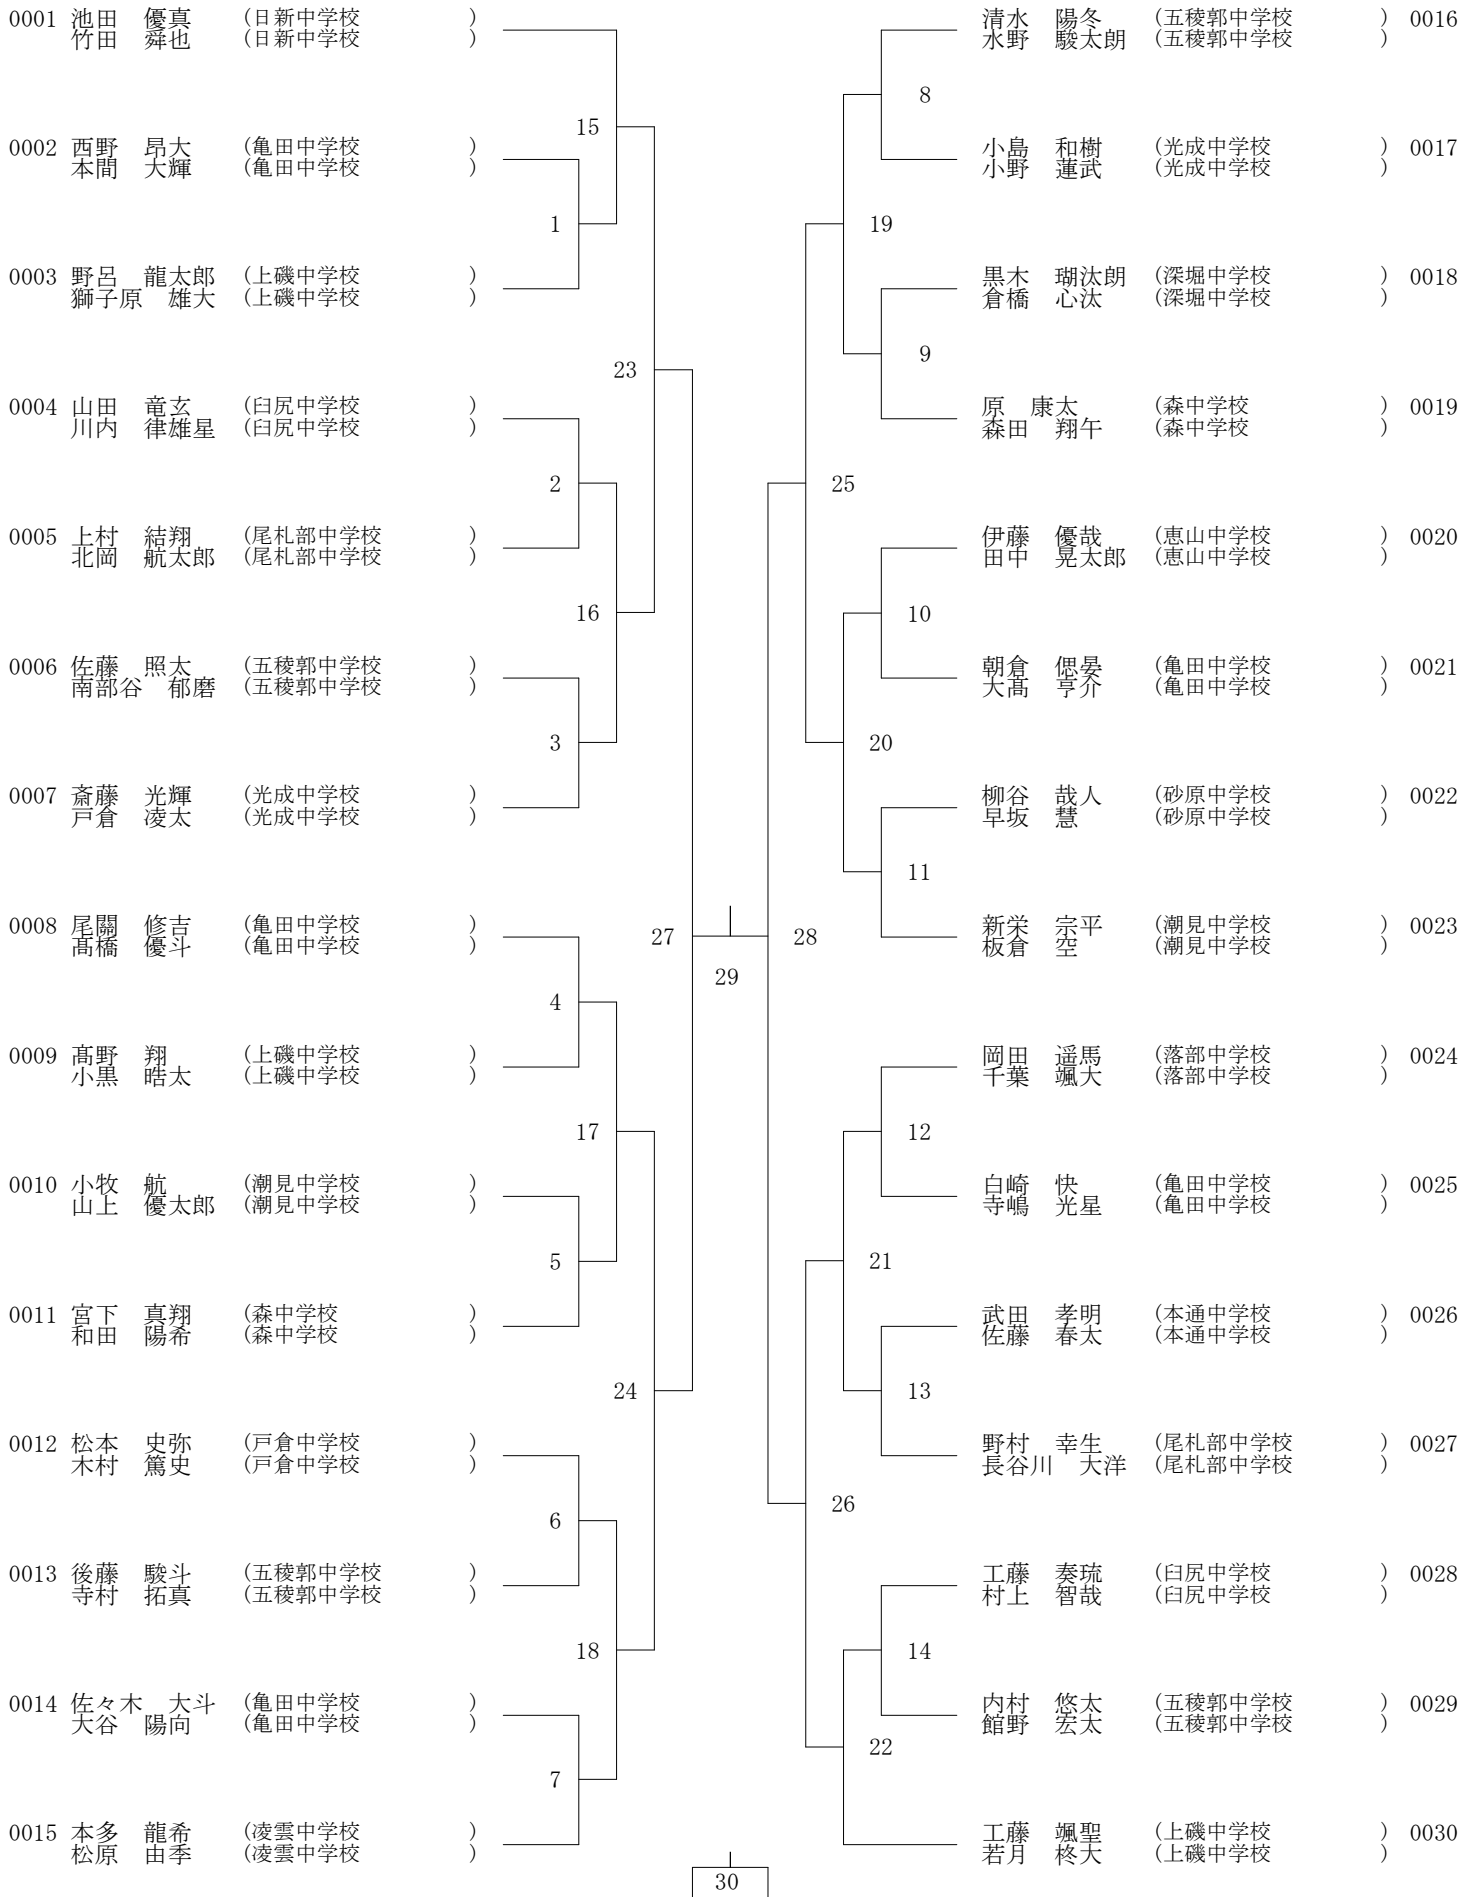 0001 池田　優真 (日新中学校 )
竹田　舜也 (日新中学校 )
15
0002 西野　昂大 (亀田中学校 )
本間　大輝 (亀田中学校 )
1
0003 野呂　龍太郎 (上磯中学校 )
獅子原　雄大 (上磯中学校 )
23
0004 山田　竜玄 (臼尻中学校 )
川内　律雄星 (臼尻中学校 )
2
0005 上村　結翔 (尾札部中学校 )
北岡　航太郎 (尾札部中学校 )
16
0006 佐藤　照太 (五稜郭中学校 )
南部谷　郁磨 (五稜郭中学校 )
3
0007 斎藤　光輝 (光成中学校 )
戸倉　凌太 (光成中学校 )
0008 尾關　修吉 (亀田中学校 )
髙橋　優斗 (亀田中学校 )
27
4
0009 髙野　翔 (上磯中学校 )
小黒　晧太 (上磯中学校 )
17
0010 小牧　航 (潮見中学校 )
山上　優太郎 (潮見中学校 )
5
0011 宮下　真翔 (森中学校 )
和田　陽希 (森中学校 )
24
0012 松本　史弥 (戸倉中学校 )
木村　篤史 (戸倉中学校 )
6
0013 後藤　駿斗 (五稜郭中学校 )
寺村　拓真 (五稜郭中学校 )
18
0014 佐々木　大斗 (亀田中学校 )
大谷　陽向 (亀田中学校 )
7
0015 本多　龍希 (凌雲中学校 )
松原　由季 (凌雲中学校 )
29
30
清水　陽冬 (五稜郭中学校 ) 0016
水野　駿太朗 (五稜郭中学校 )
8
小島　和樹 (光成中学校 ) 0017
小野　蓮武 (光成中学校 )
19
黒木　瑚汰朗 (深堀中学校 ) 0018
倉橋　心汰 (深堀中学校 )
9
原　康太 (森中学校 ) 0019
森田　翔午 (森中学校 )
25
伊藤　優哉 (恵山中学校 ) 0020
田中　晃太郎 (恵山中学校 )
10
朝倉　偲晏 (亀田中学校 ) 0021
大髙　亨介 (亀田中学校 )
20
柳谷　哉人 (砂原中学校 ) 0022
早坂　慧 (砂原中学校 )
11
新栄　宗平 (潮見中学校 ) 0023
板倉　空 (潮見中学校 )
28
岡田　遥馬 (落部中学校 ) 0024
千葉　颯大 (落部中学校 )
12
白崎　快 (亀田中学校 ) 0025
寺嶋　光星 (亀田中学校 )
21
武田　孝明 (本通中学校 ) 0026
佐藤　春太 (本通中学校 )
13
野村　幸生 (尾札部中学校 ) 0027
長谷川　大洋 (尾札部中学校 )
26
工藤　奏琉 (臼尻中学校 ) 0028
村上　智哉 (臼尻中学校 )
14
内村　悠太 (五稜郭中学校 ) 0029
館野　宏太 (五稜郭中学校 )
22
工藤　颯聖 (上磯中学校 ) 0030
若月　柊大 (上磯中学校 )